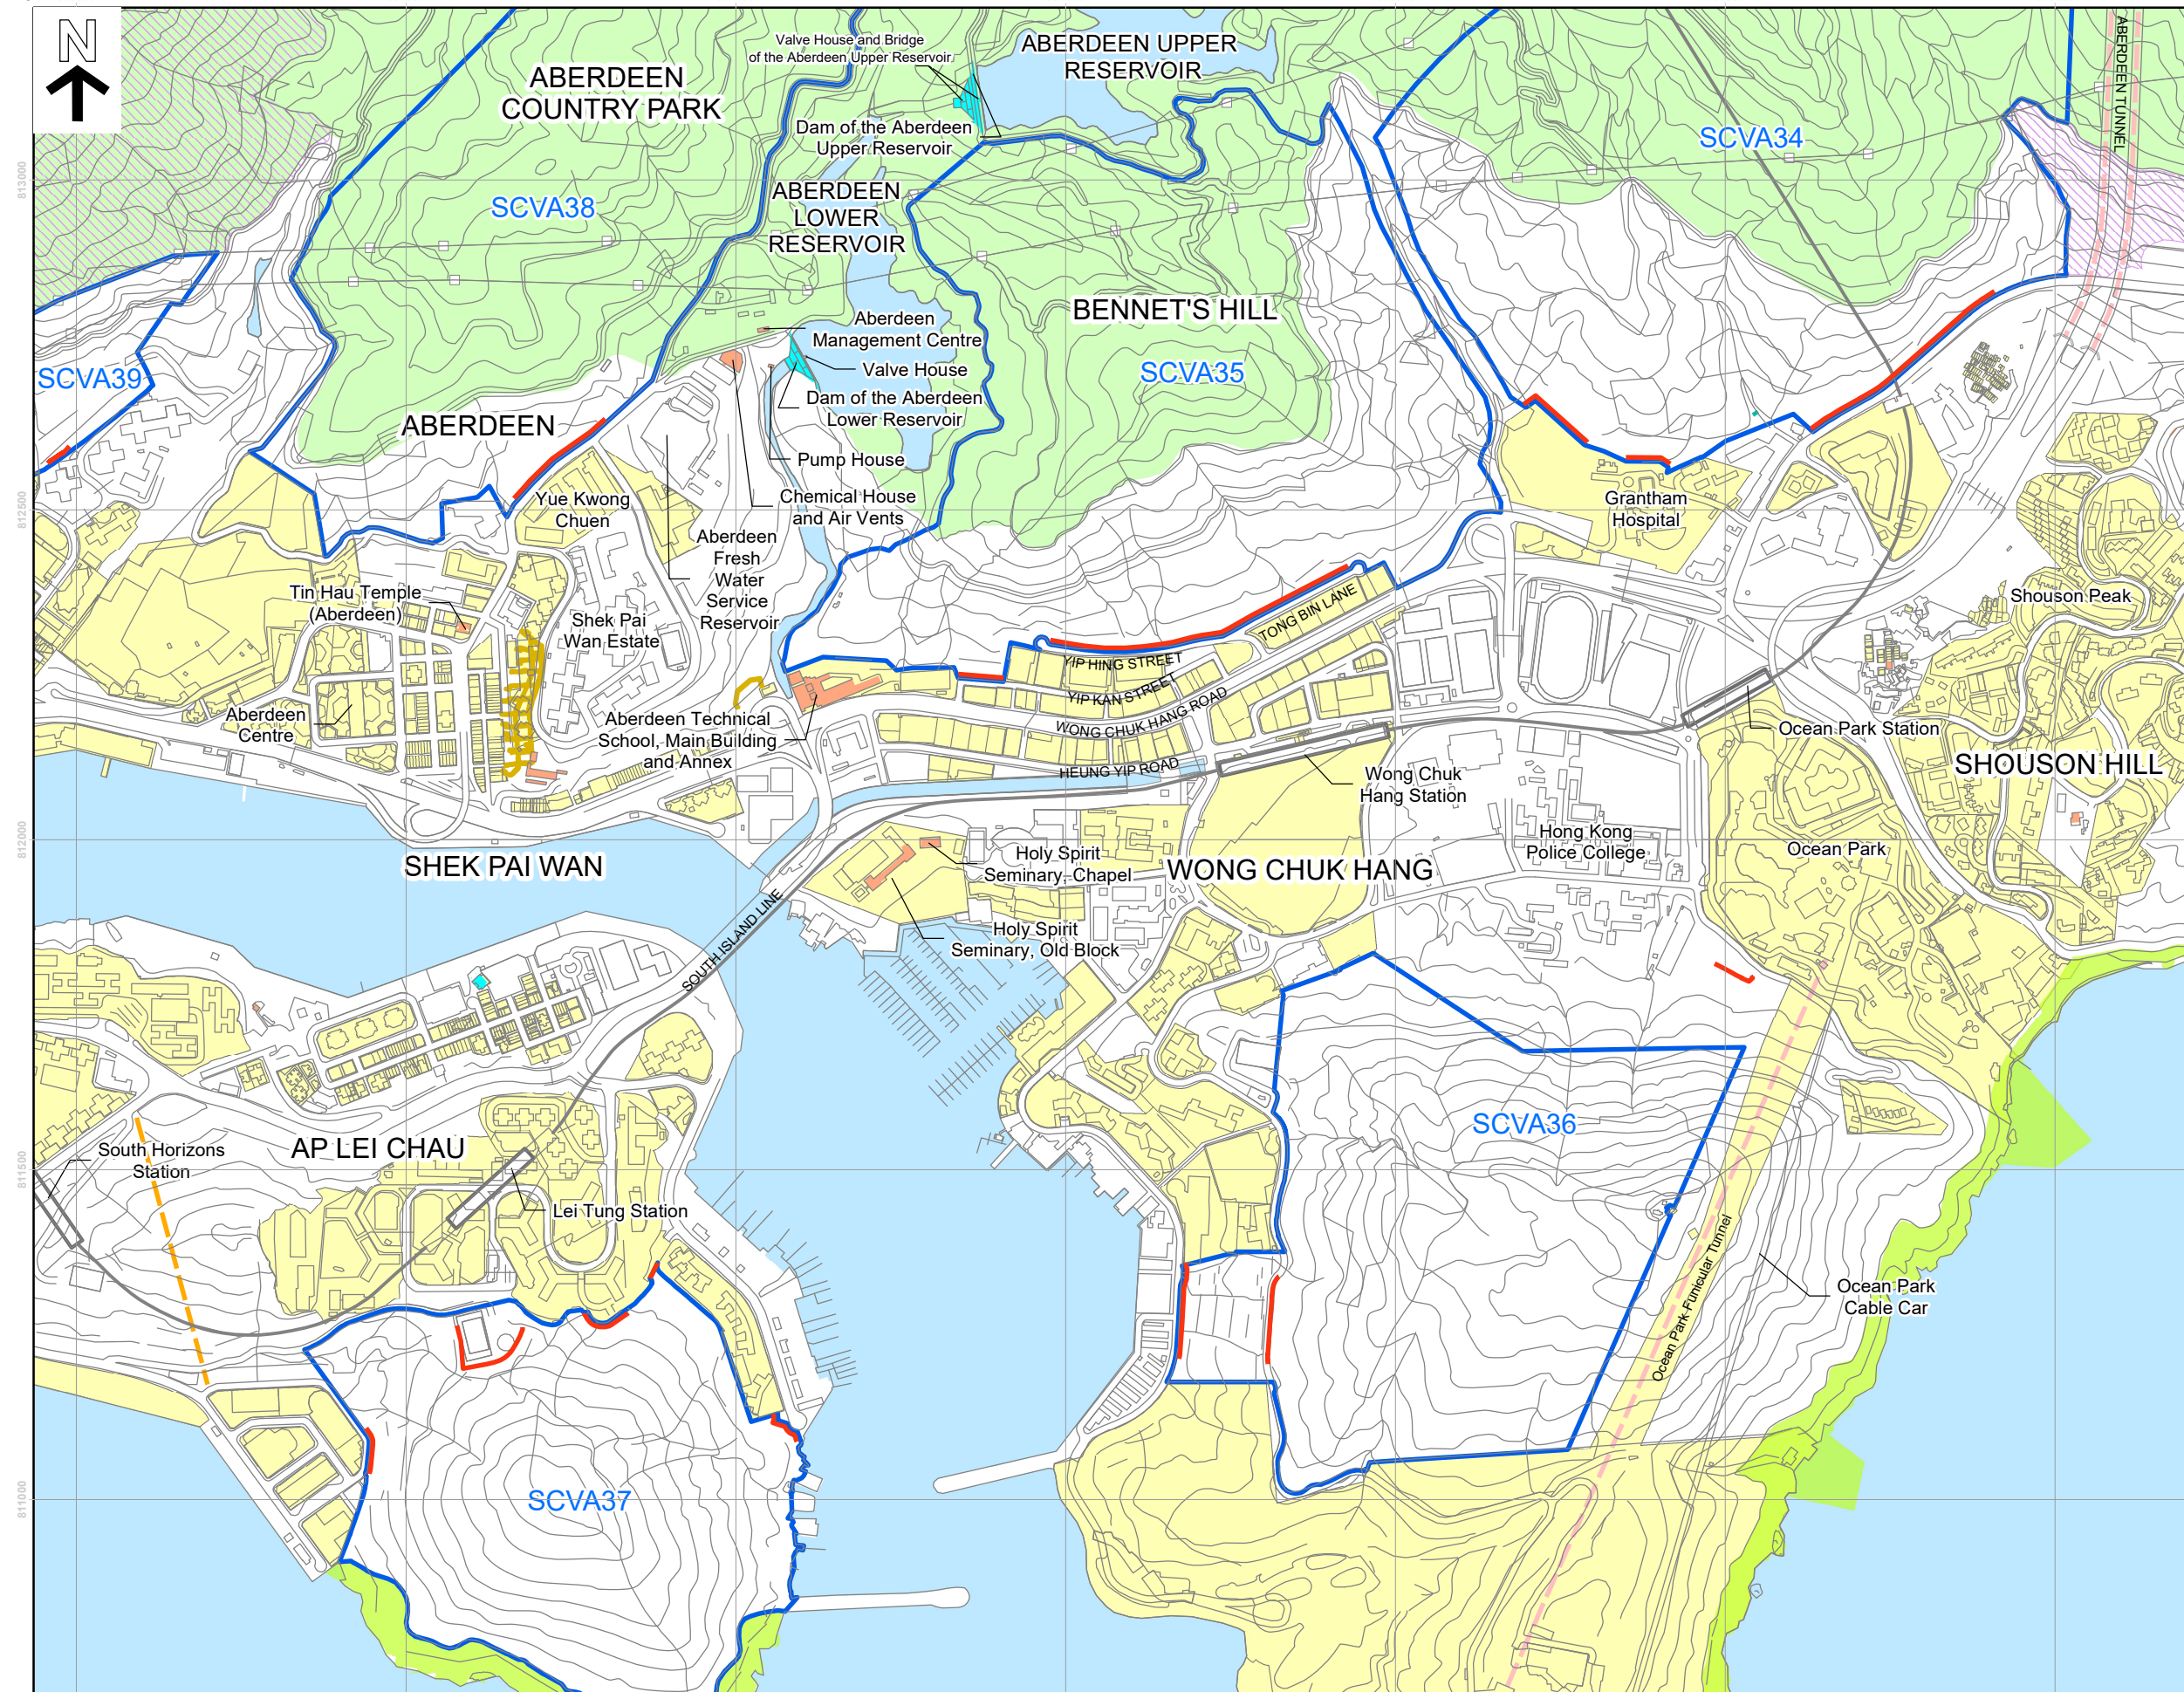 N
Valve House and Bridge
of the Aberdeen Upper Reservoir
ABERDEEN UPPER
RESERVOIR
ABERDEEN TUNNEL
ABERDEEN
COUNTRY PARK
Dam of the Aberdeen
Upper Reservoir
SCVA34
813000
SCVA38
ABERDEEN
LOWER
RESERVOIR
BENNET'S HILL
Aberdeen
Management Centre
SCVA39
Valve House
SCVA35
Dam of the Aberdeen
Lower Reservoir
ABERDEEN
Pump House
812500
Yue Kwong
Chuen
Chemical House
and Air Vents
Grantham
Hospital
Aberdeen
Fresh
Water
Service
Reservoir
Tin Hau Temple
(Aberdeen)
Shek Pai
Wan Estate
TONG BIN LANE
Shouson Peak
YIP HING STREET
YIP KAN STREET
WONG CHUK HANG ROAD
Aberdeen
Centre
Aberdeen Technical
School, Main Building
and Annex
Ocean Park Station
HEUNG YIP ROAD
SHOUSON HILL
Wong Chuk
Hang Station
812000
SHEK PAI WAN
Holy Spirit
Seminary, Chapel
WONG CHUK HANG
Hong Kong
Police College
Ocean Park
SOUTH ISLAND LINE
Holy Spirit
Seminary, Old Block
SCVA36
AP LEI CHAU
South Horizons
Station
811500
Lei Tung Station
Ocean Park Funicular Tunnel
Ocean Park
Cable Car
SCVA37
811000